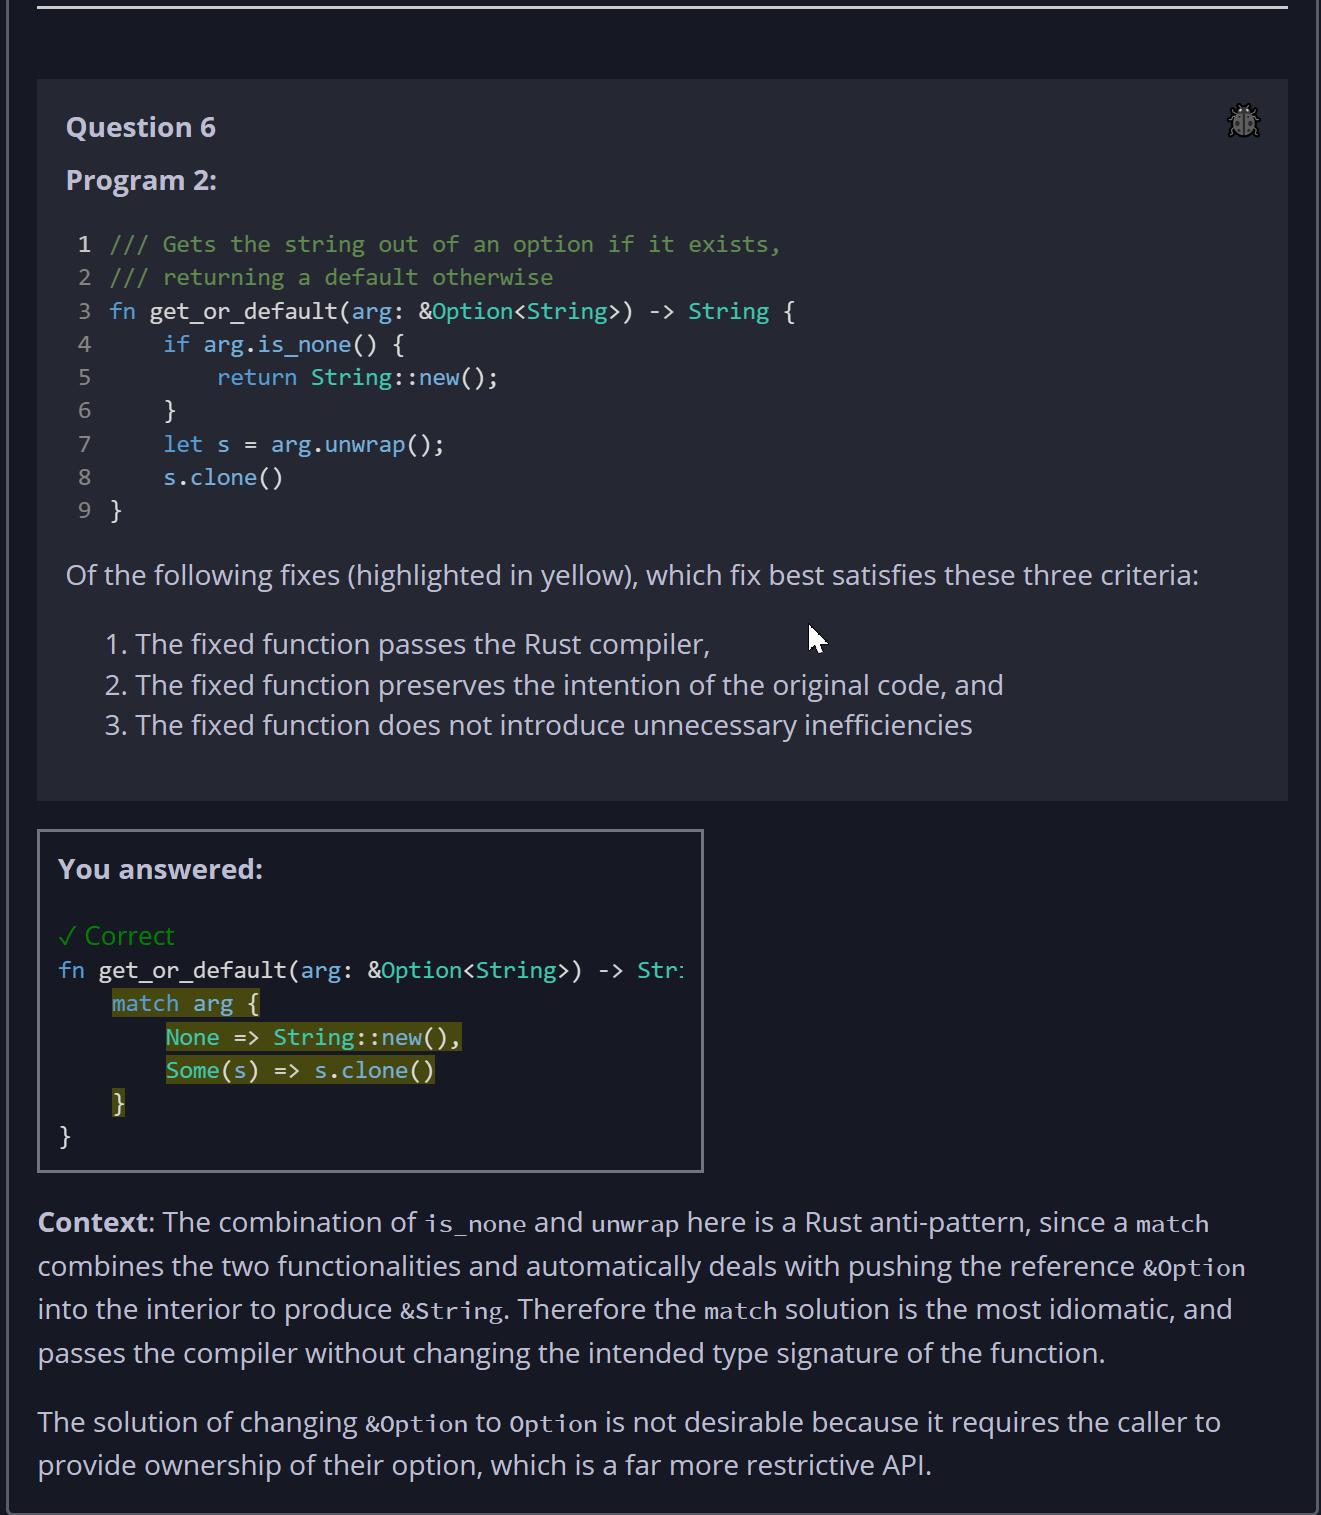 Question 6
Program 2:
1 /// Gets the string out of an option if it exists,
2 /// returning a default otherwise
3 fn get_or_default(arg: &Option<String>) -> String {
4     if arg.is_none() {
5         return String::new();
6     }
7     let s = arg.unwrap();
8     s.clone()
9 }
Of the following fixes (highlighted in yellow), which fix best satisfies these three criteria:
1. The fixed function passes the Rust compiler,
2. The fixed function preserves the intention of the original code, and
3. The fixed function does not introduce unnecessary inefficiencies
You answered:
✓ Correct
fn get_or_default(arg: &Option<String>) -> Stri
    match arg {
        None => String::new(),
        Some(s) => s.clone()
    }
}
Context: The combination of is_none and unwrap here is a Rust anti-pattern, since a match
combines the two functionalities and automatically deals with pushing the reference &Option
into the interior to produce &String. Therefore the match solution is the most idiomatic, and
passes the compiler without changing the intended type signature of the function.
The solution of changing &Option to Option is not desirable because it requires the caller to
provide ownership of their option, which is a far more restrictive API.